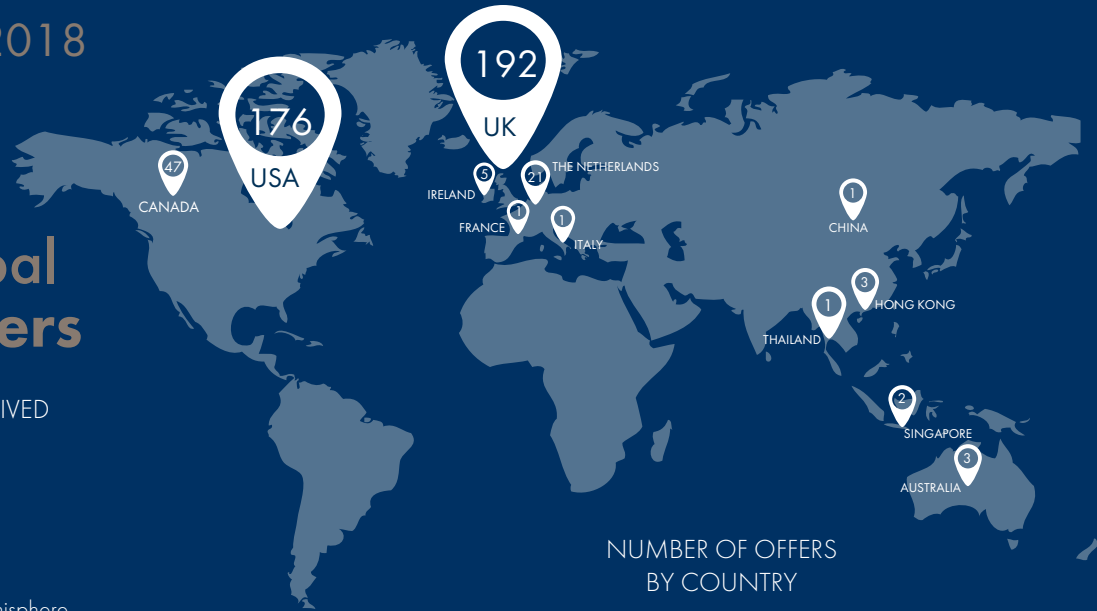 2018
192
UK
176
USA
47
CANADA
5
IRELAND
21
THE NETHERLANDS
1
FRANCE
1
ITALY
1
CHINA
3
HONG KONG
1
THAILAND
2
SINGAPORE
3
AUSTRALIA
bal
ers
IVED
NUMBER OF OFFERS
BY COUNTRY
nisphere